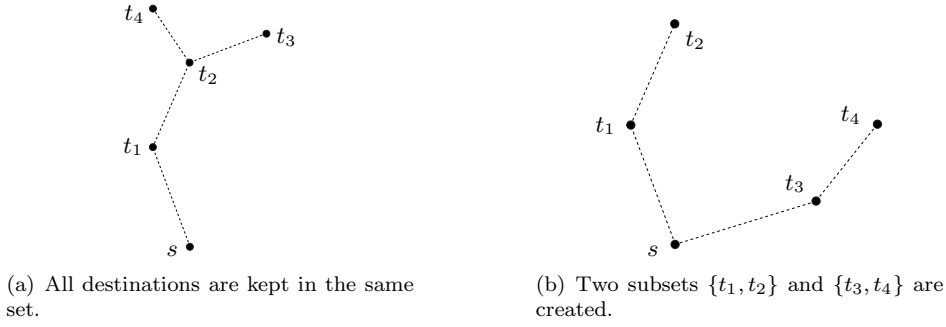 t4
t3
t2
t1
s
t2
t1
t4
t3
s
(a) All destinations are kept in the same
set.
(b) Two subsets {t1, t2} and {t3, t4} are
created.